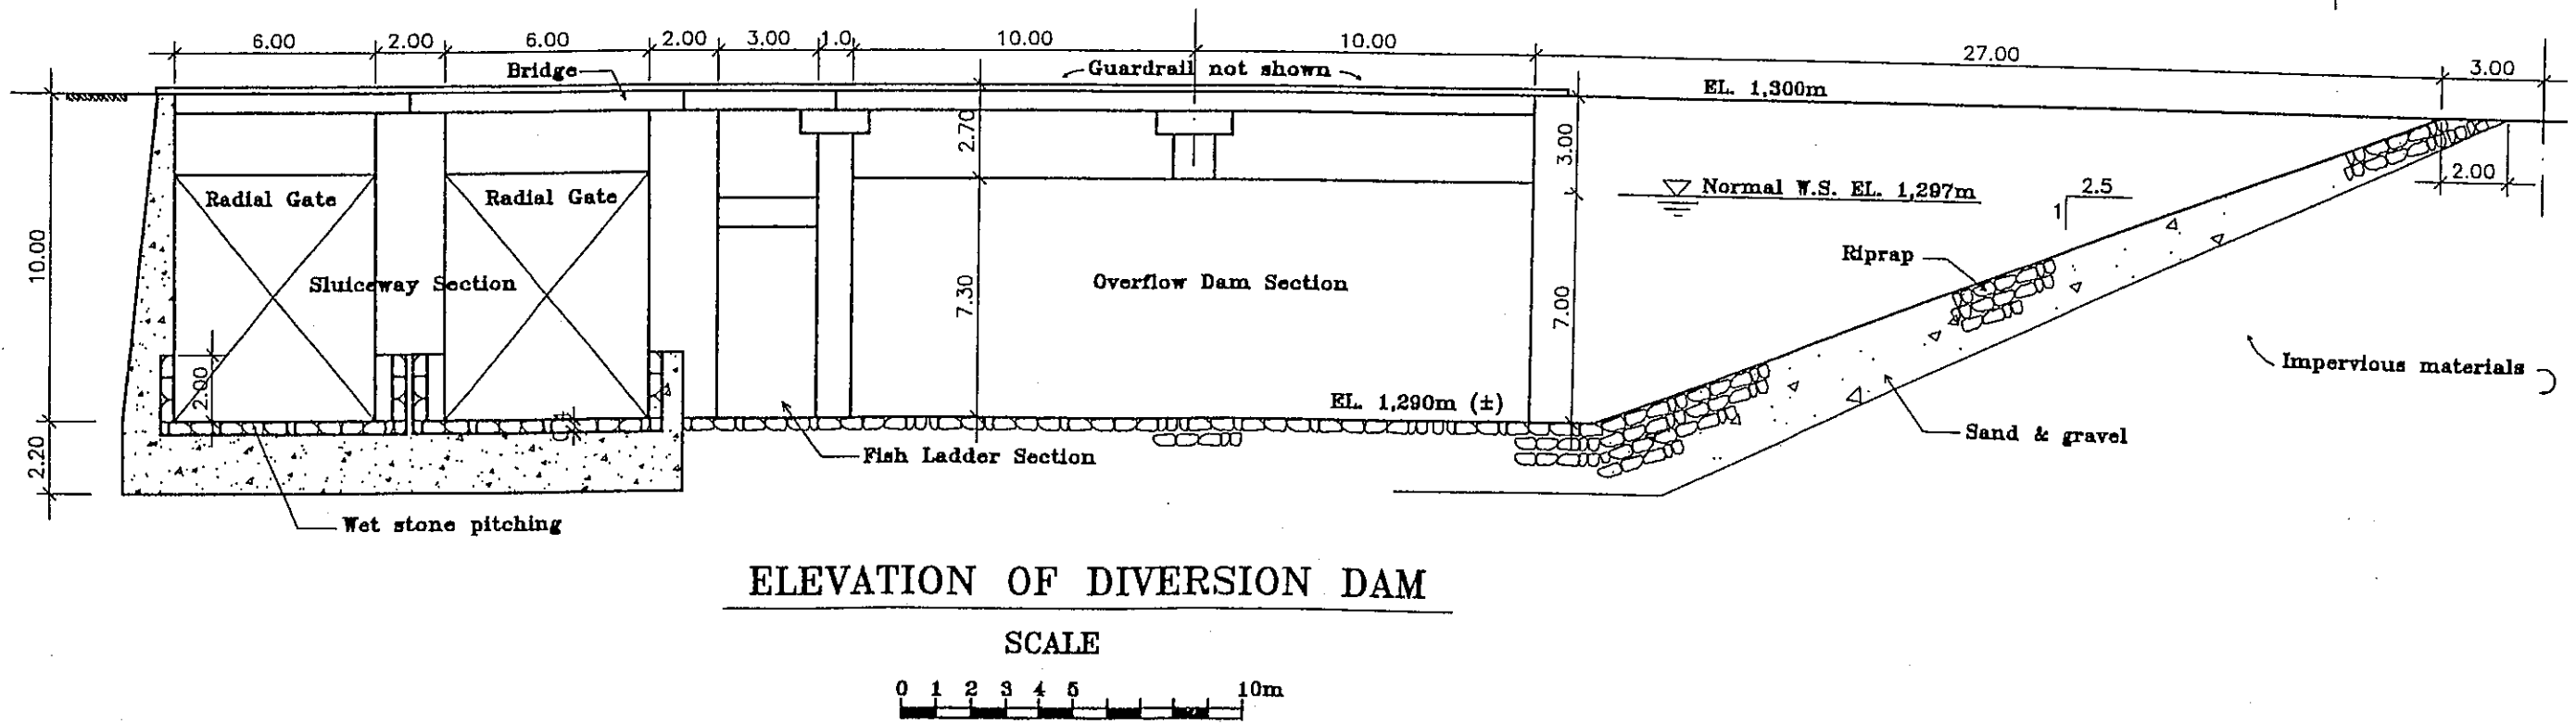 6.00 2.00 6.00 2.00 3.00 1.0 10.00 10.00 27.00 3.00
Bridge
Guardrail not shown
EL. 1,300m
2.70
3.00
Radial Gate
Radial Gate
Normal W.S. EL. 1,297m
2.5
1
2.00
10.00
Sluiceway Section
Overflow Dam Section
7.30
7.00
Riprap
Impervious materials
2.00
EL. 1,290m (±)
2.20
Fish Ladder Section
Sand & gravel
Wet stone pitching
ELEVATION OF DIVERSION DAM
SCALE
0 1 2 3 4 5 10m